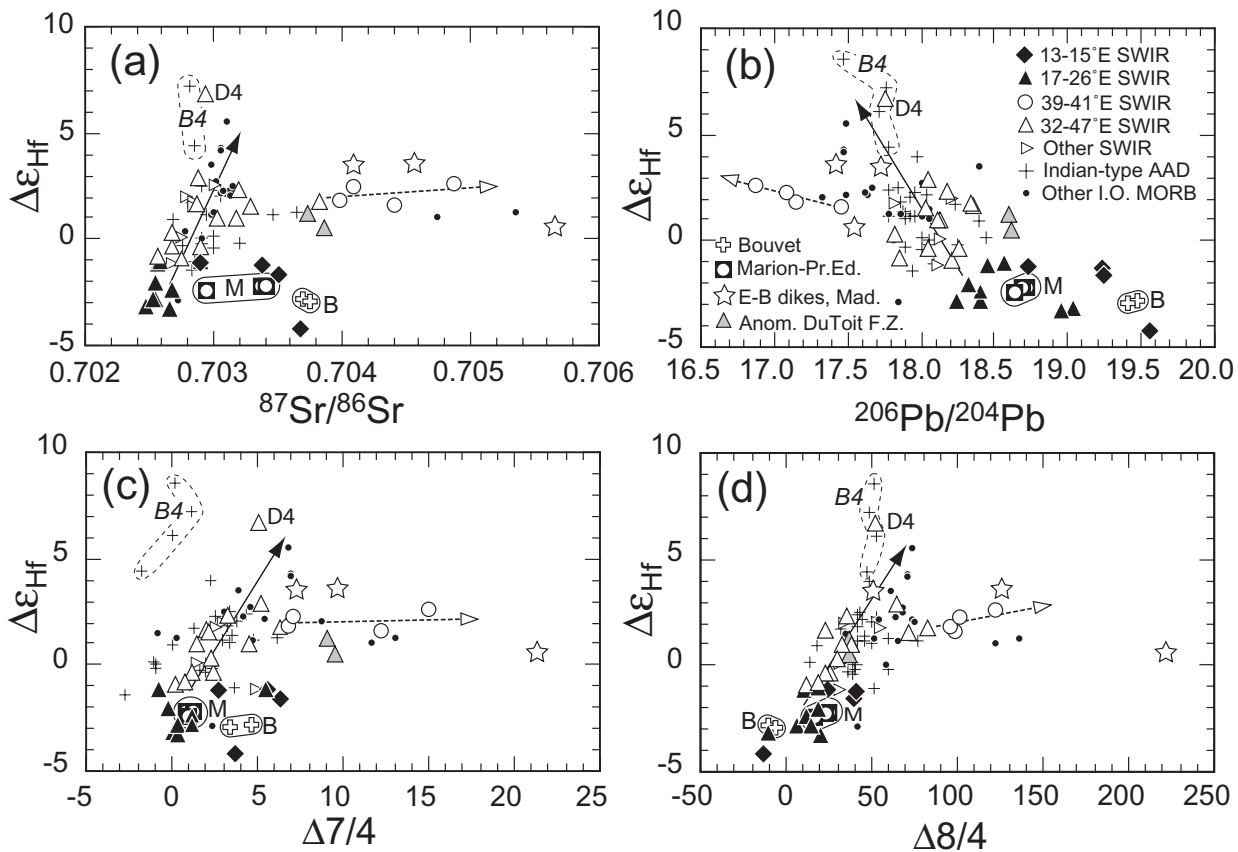 (a)
B4
D4
M
B
ΔεHf
10
5
0
-5
0.702
0.703
0.704
0.705
0.706
⁸⁷Sr/⁸⁶Sr
(b)
B4
D4
M
B
13-15°E SWIR
17-26°E SWIR
39-41°E SWIR
32-47°E SWIR
Other SWIR
Indian-type AAD
Other I.O. MORB
Bouvet
Marion-Pr.Ed.
E-B dikes, Mad.
Anom. DuToit F.Z.
ΔεHf
10
5
0
-5
16.5
17.0
17.5
18.0
18.5
19.0
19.5
20.0
²⁰⁶Pb/²⁰⁴Pb
(c)
B4
D4
M
B
ΔεHf
10
5
0
-5
-5
0
5
10
15
20
25
Δ7/4
(d)
B4
D4
B
M
ΔεHf
10
5
0
-5
-50
0
50
100
150
200
250
Δ8/4